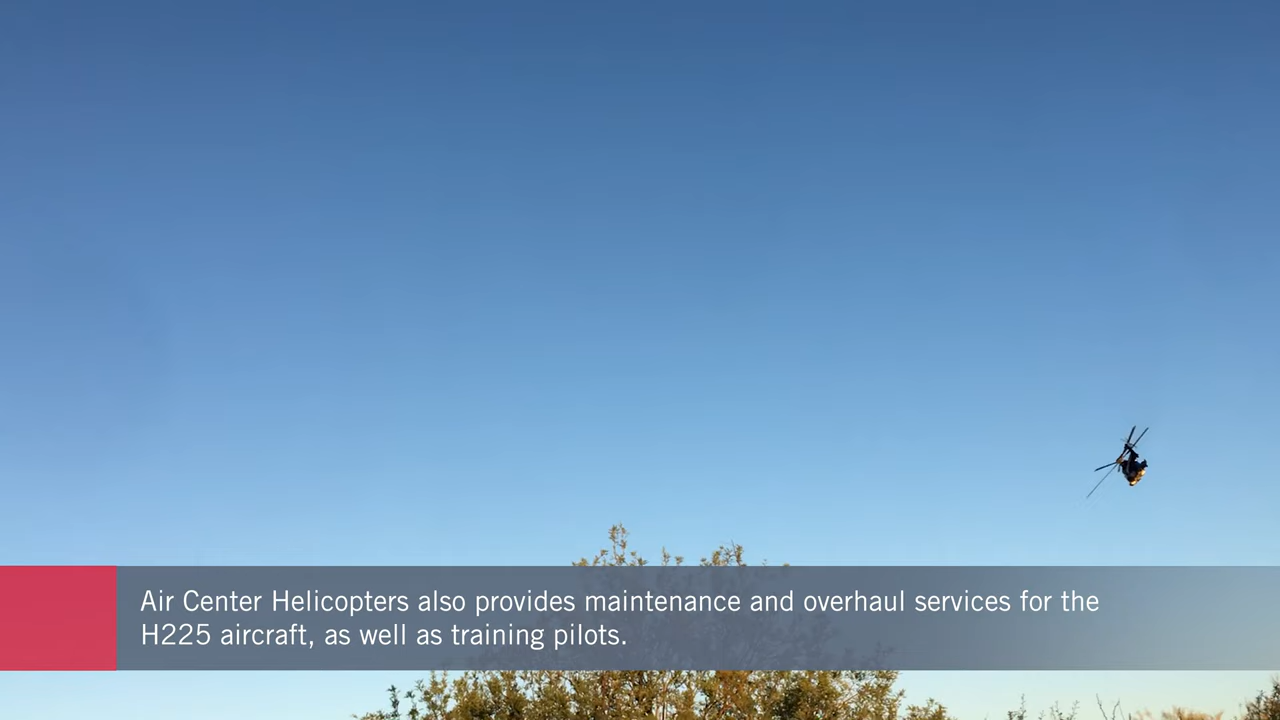 Air Center Helicopters also provides maintenance and overhaul services for the
H225 aircraft, as well as training pilots.